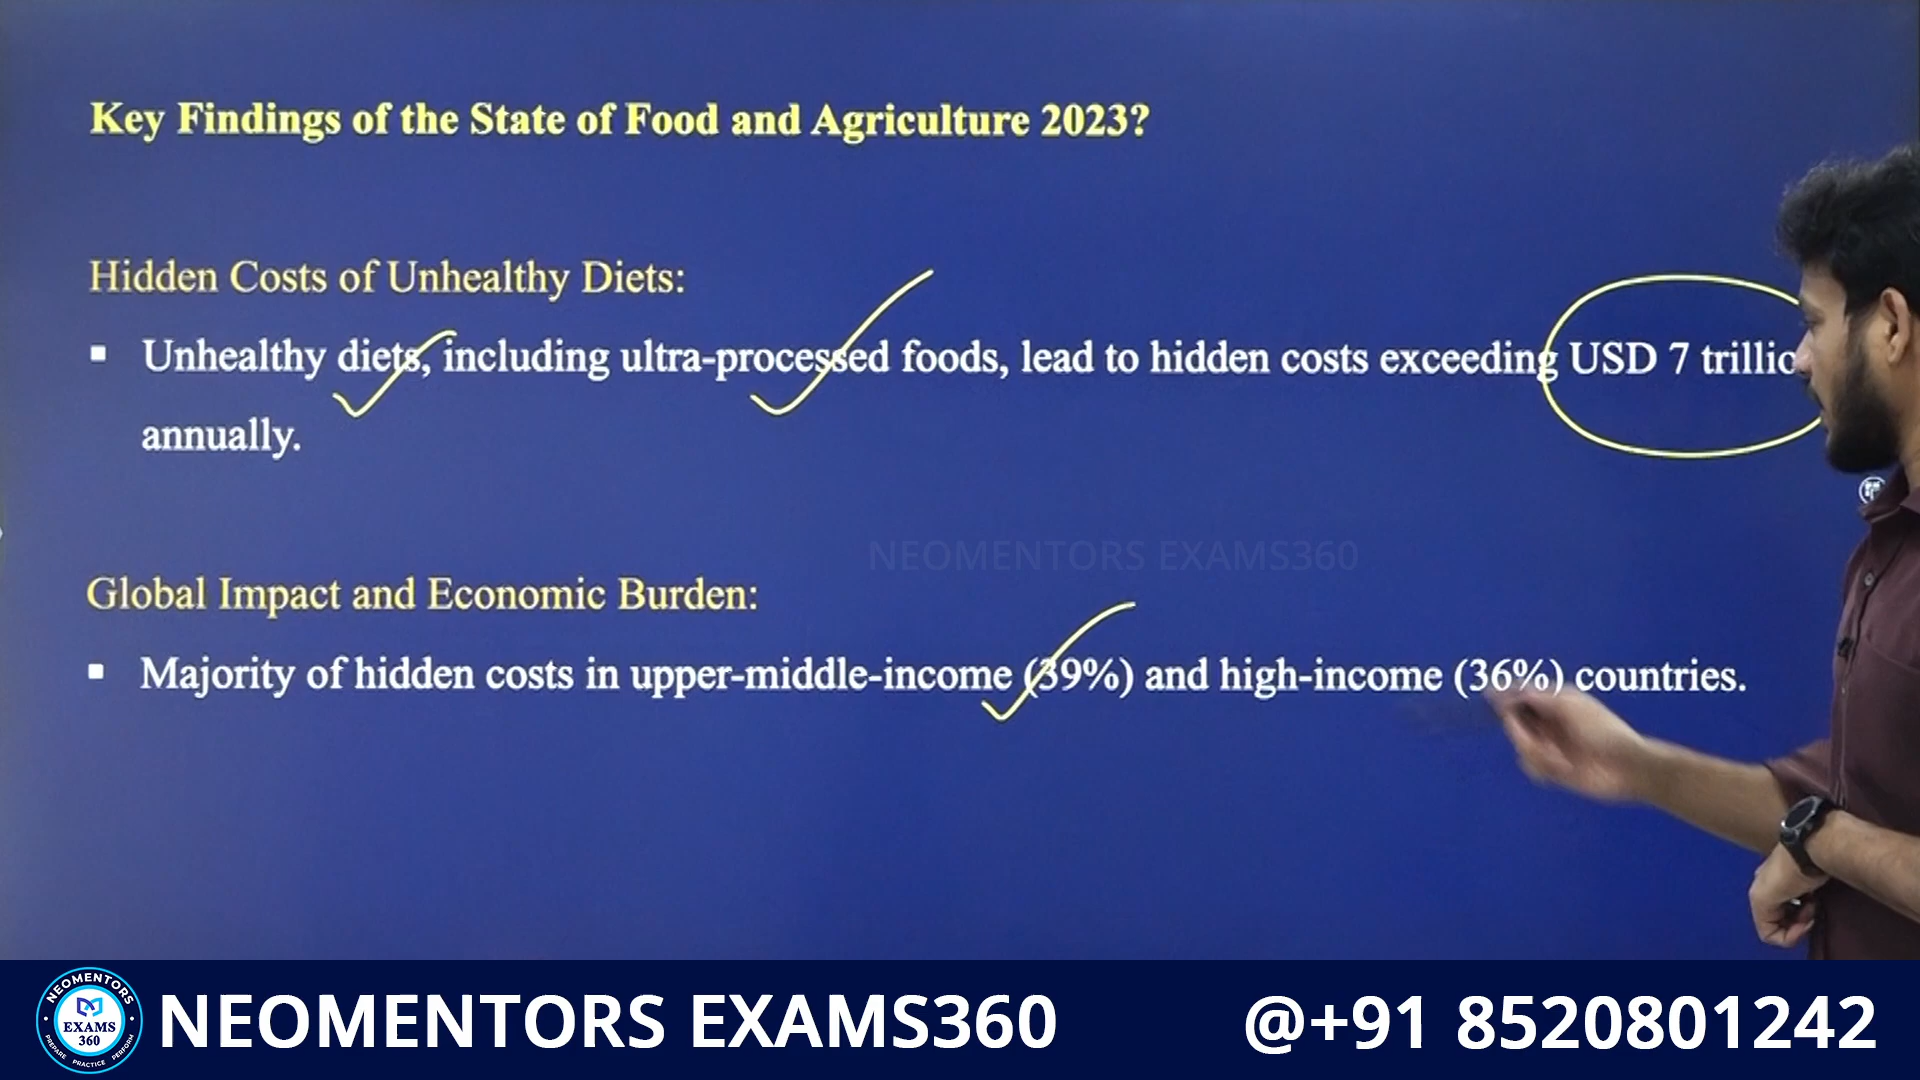 Key Findings of the State of Food and Agriculture 2023?
Hidden Costs of Unhealthy Diets:
▪ Unhealthy diets, including ultra-processed foods, lead to hidden costs exceeding USD 7 trillio
annually.
NEOMENTORS EXAMS360
Global Impact and Economic Burden:
▪ Majority of hidden costs in upper-middle-income (39%) and high-income (36%) countries.
NEOMENTORS
EXAMS
360
PREPARE PRACTICE PERFORM
NEOMENTORS EXAMS360
@+91 8520801242